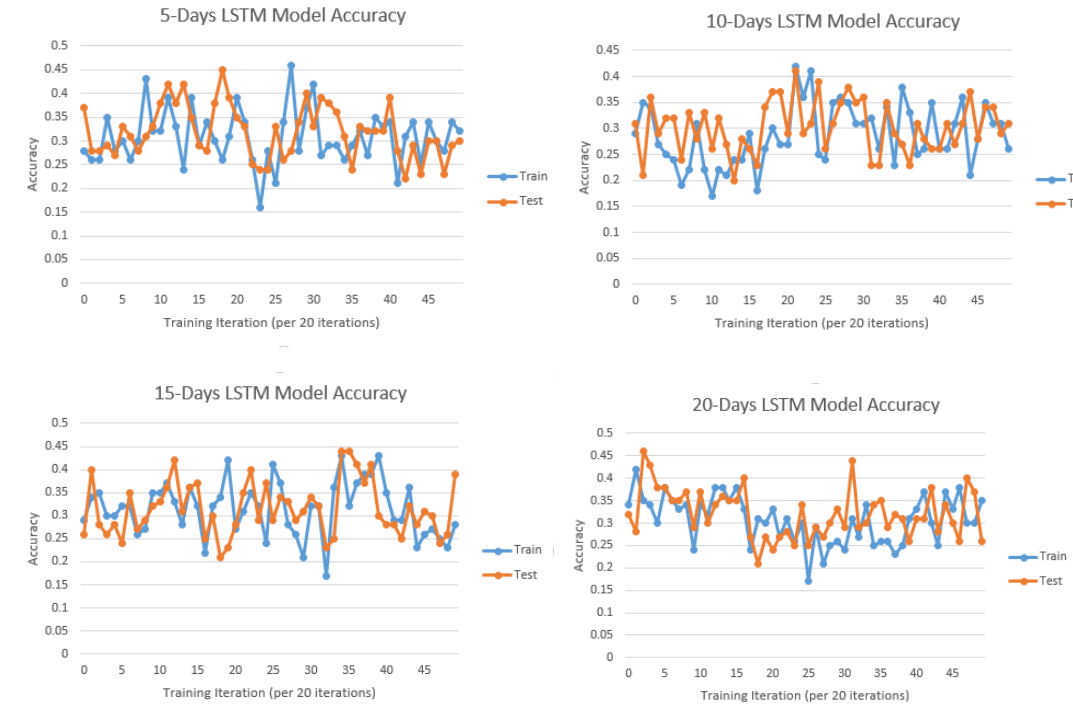 5-Days LSTM Model Accuracy
0.5
0.45
0.4
0.35
0.3
0.25
0.2
0.15
0.1
0.05
0
Accuracy
0 5 10 15 20 25 30 35 40 45
Training Iteration (per 20 iterations)
Train
Test
10-Days LSTM Model Accuracy
0.45
0.4
0.35
0.3
0.25
0.2
0.15
0.1
0.05
0
Accuracy
0 5 10 15 20 25 30 35 40 45
Training Iteration (per 20 iterations)
T
T
15-Days LSTM Model Accuracy
0.5
0.45
0.4
0.35
0.3
0.25
0.2
0.15
0.1
0.05
0
Accuracy
0 5 10 15 20 25 30 35 40 45
Training Iteration (per 20 iterations)
Train
Test
20-Days LSTM Model Accuracy
0.5
0.45
0.4
0.35
0.3
0.25
0.2
0.15
0.1
0.05
0
Accuracy
0 5 10 15 20 25 30 35 40 45
Training Iteration (per 20 iterations)
Train
Test